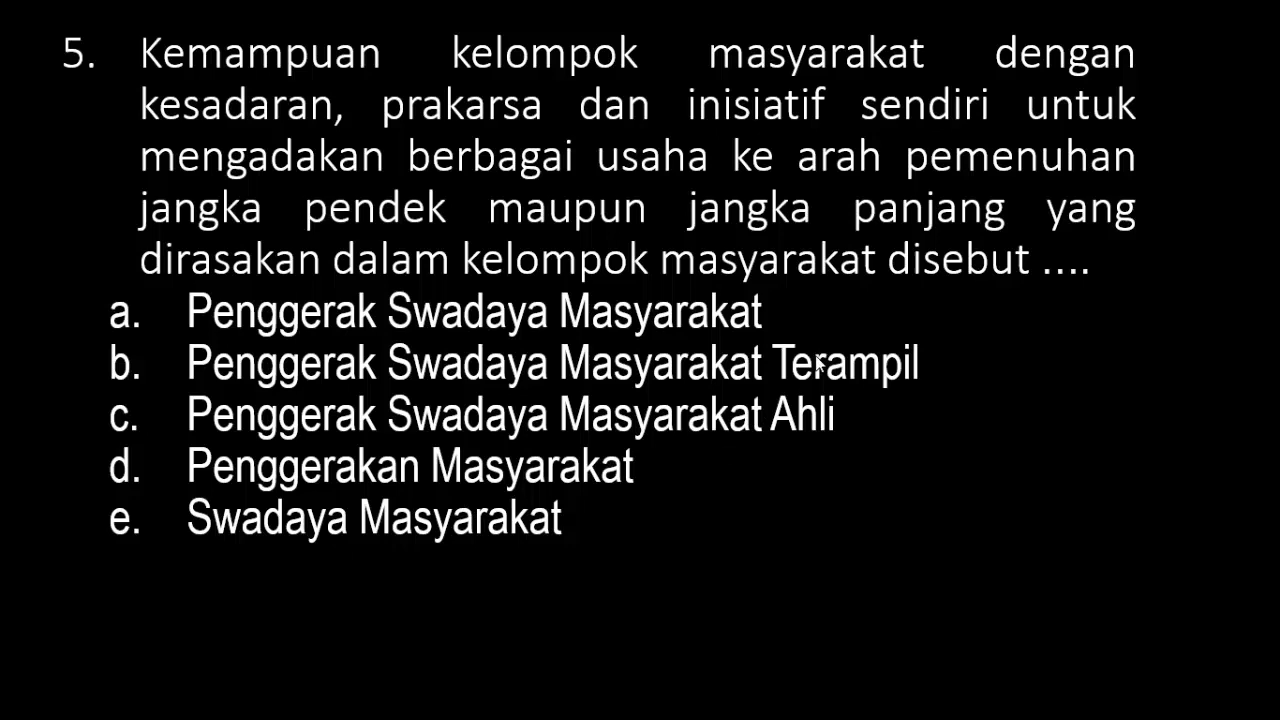 5. Kemampuan kelompok masyarakat dengan
kesadaran, prakarsa dan inisiatif sendiri untuk
mengadakan berbagai usaha ke arah pemenuhan
jangka pendek maupun jangka panjang yang
dirasakan dalam kelompok masyarakat disebut ....
a. Penggerak Swadaya Masyarakat
b. Penggerak Swadaya Masyarakat Terampil
c. Penggerak Swadaya Masyarakat Ahli
d. Penggerakan Masyarakat
e. Swadaya Masyarakat